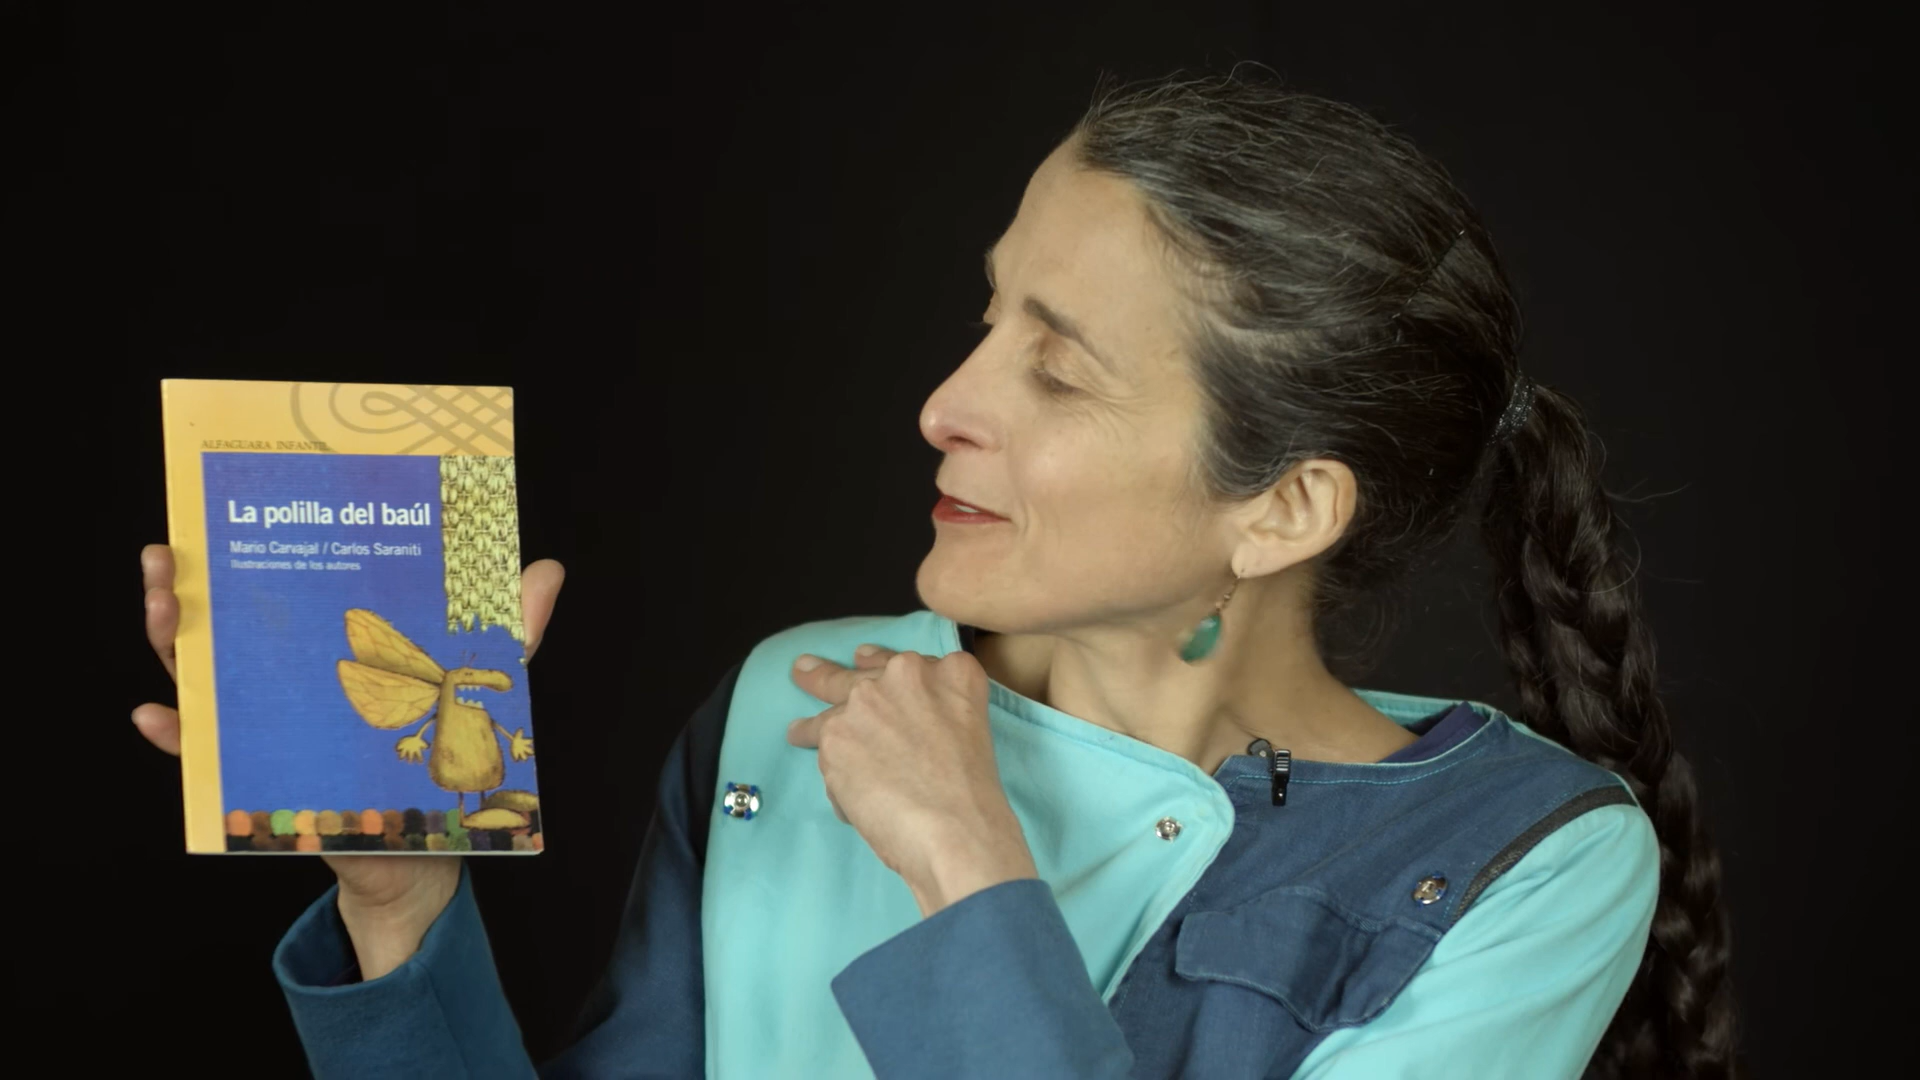 ALFAGUARA INFANTIL
La polilla del baúl
Mario Carvajal / Carlos Saraniti
Ilustraciones de los autores